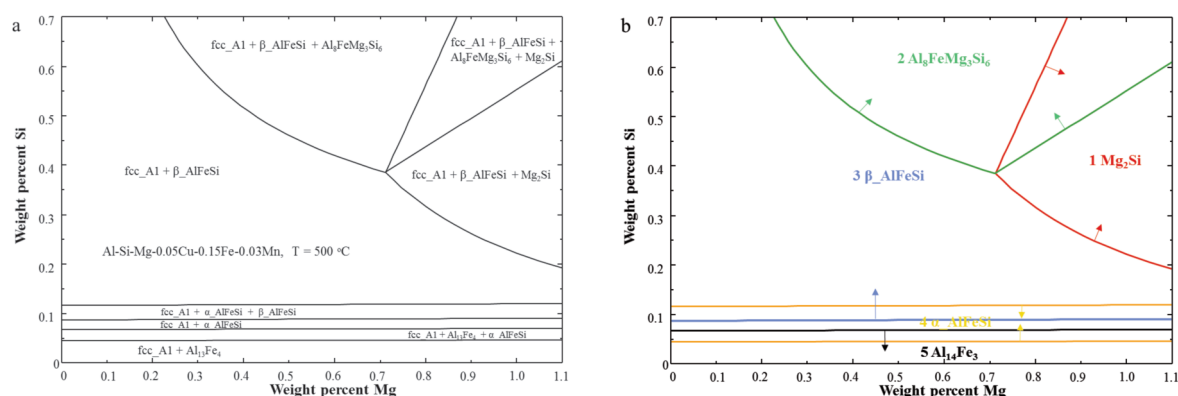 a
0.7
0.6
0.5
0.4
0.3
0.2
0.1
0
Weight percent Si
fcc_A1 + β_AlFeSi + Al₈FeMg₃Si₆
fcc_A1 + β_AlFeSi +
Al₈FeMg₃Si₆ + Mg₂Si
fcc_A1 + β_AlFeSi
fcc_A1 + β_AlFeSi + Mg₂Si
Al-Si-Mg-0.05Cu-0.15Fe-0.03Mn, T = 500 °C
fcc_A1 + α_AlFeSi + β_AlFeSi
fcc_A1 + α_AlFeSi
fcc_A1 + Al₁₃Fe₄ + α_AlFeSi
fcc_A1 + Al₁₃Fe₄
0 0.1 0.2 0.3 0.4 0.5 0.6 0.7 0.8 0.9 1.0 1.1
Weight percent Mg
b
0.7
0.6
0.5
0.4
0.3
0.2
0.1
0
Weight percent Si
2 Al₈FeMg₃Si₆
1 Mg₂Si
3 β_AlFeSi
4 α_AlFeSi
5 Al₁₄Fe₃
0 0.1 0.2 0.3 0.4 0.5 0.6 0.7 0.8 0.9 1.0 1.1
Weight percent Mg